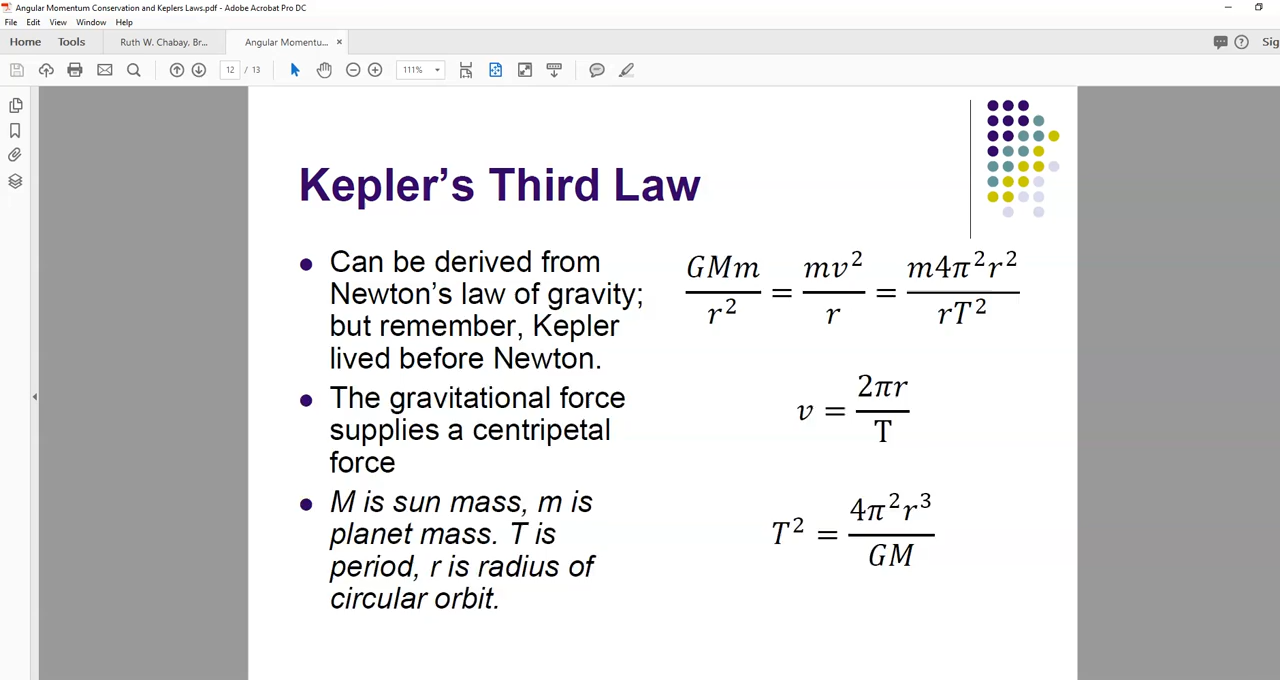 Angular Momentum Conservation and Keplers Laws.pdf - Adobe Acrobat Pro DC
File Edit View Window Help
Home Tools Ruth W. Chabay, Br... Angular Momentu... × Sig
12 / 13 111%
Kepler's Third Law
• Can be derived from
Newton's law of gravity;
but remember, Kepler
lived before Newton.
• The gravitational force
supplies a centripetal
force
• M is sun mass, m is
planet mass. T is
period, r is radius of
circular orbit.
GMm/r² = mv²/r = m4π²r²/rT²
v = 2πr/T
T² = 4π²r³/GM